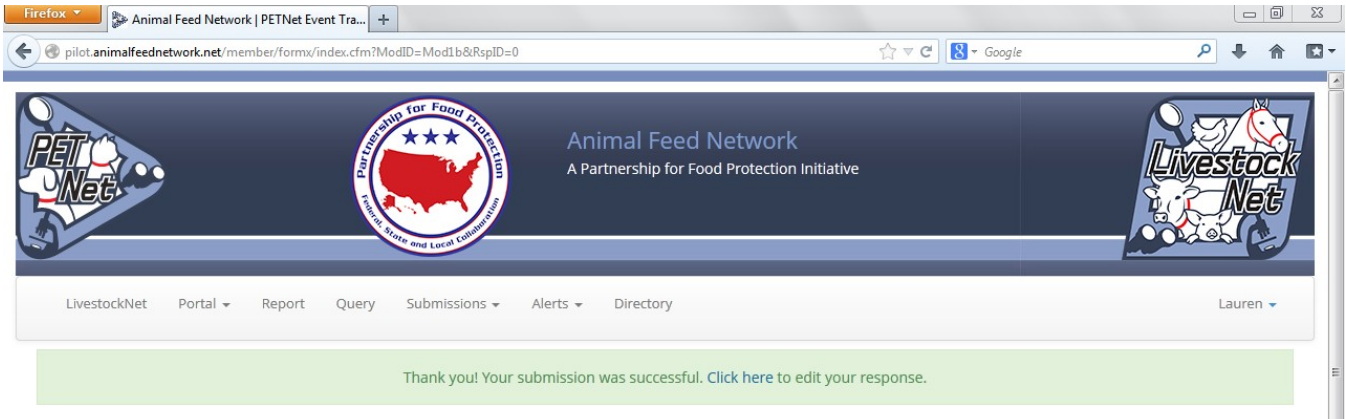 Firefox
Animal Feed Network | PETNet Event Tra...
pilot.animalfeednetwork.net/member/formx/index.cfm?ModID=Mod1b&RspID=0
Google
PET Net
Partnership for Food Protection
Federal, State and Local Collaboration
Animal Feed Network
A Partnership for Food Protection Initiative
Livestock Net
LivestockNet Portal Report Query Submissions Alerts Directory Lauren
Thank you! Your submission was successful. Click here to edit your response.